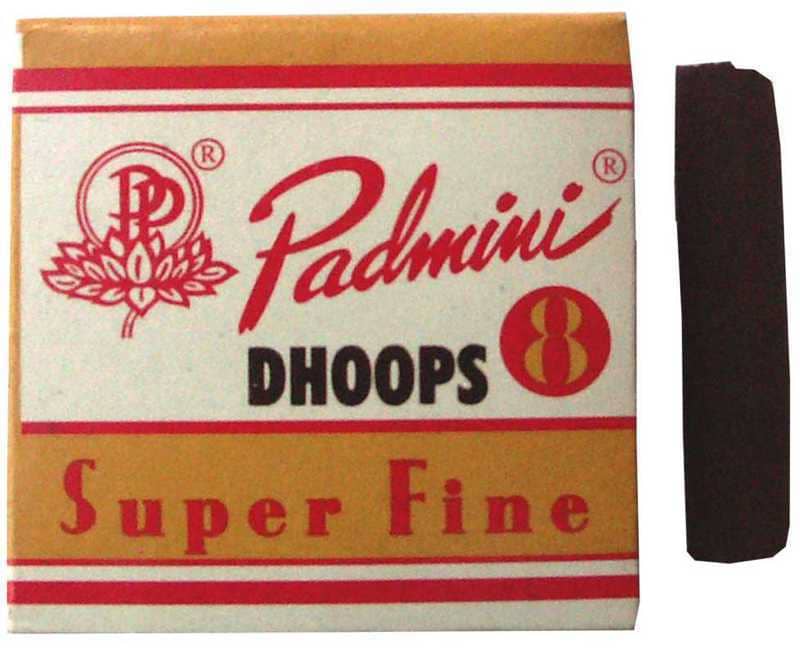 PP ®
Padmini ®
DHOOPS 8
Super Fine